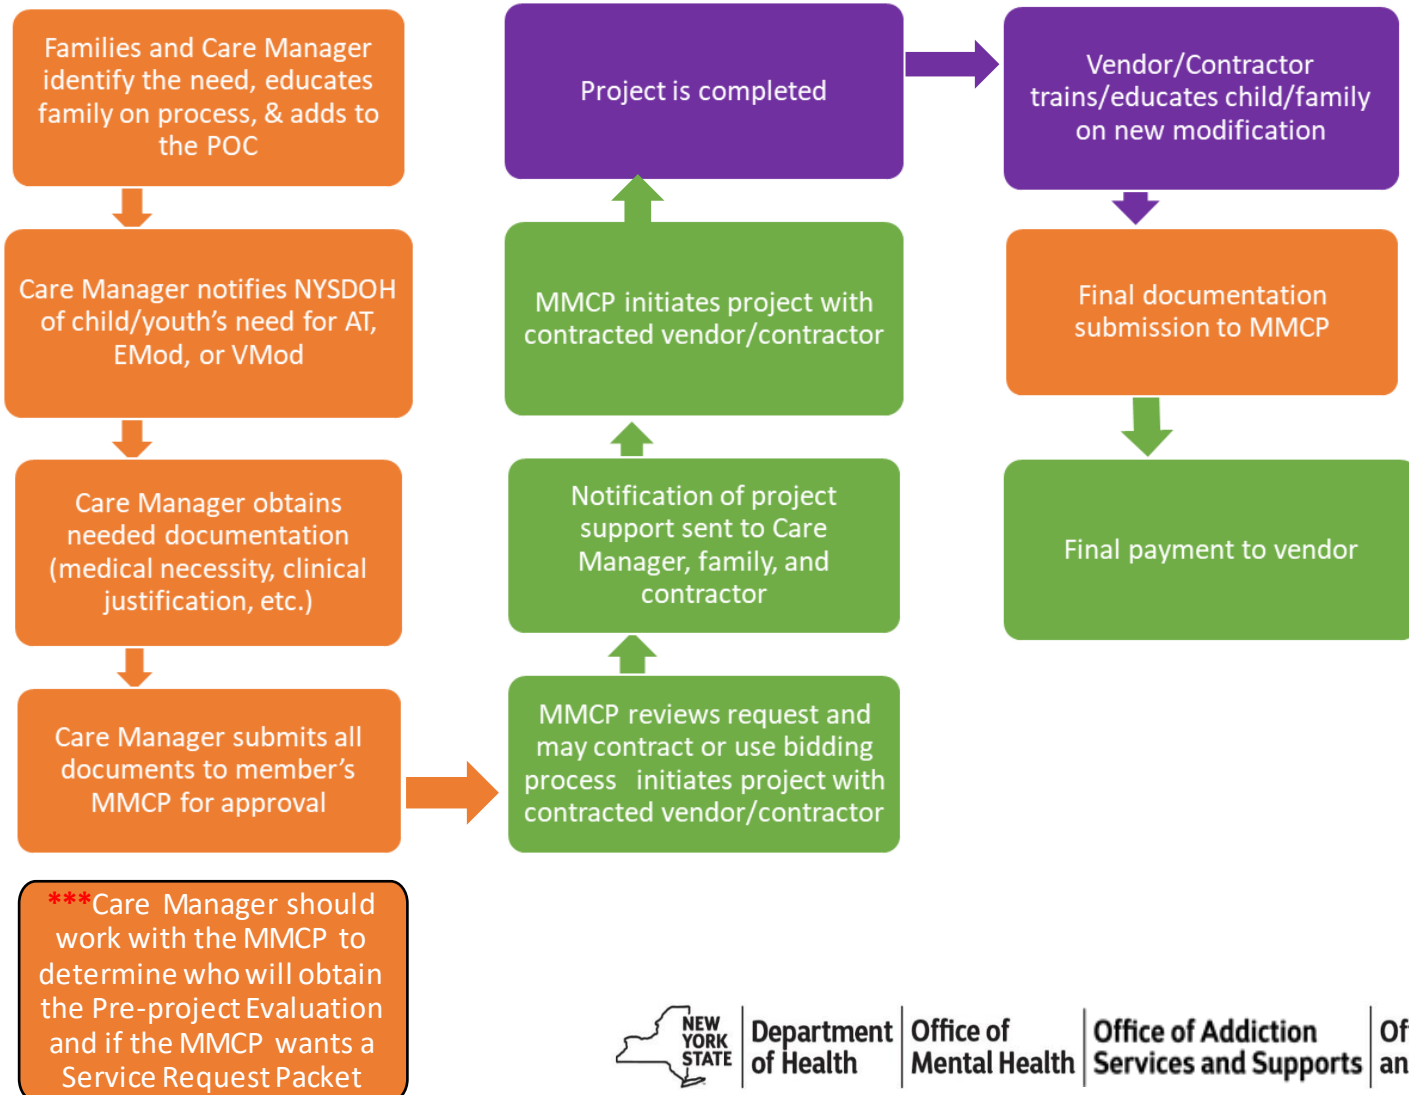 Families and Care Manager
identify the need, educates
family on process, & adds to
the POC
Care Manager notifies NYSDOH
of child/youth’s need for AT,
EMod, or VMod
Care Manager obtains
needed documentation
(medical necessity, clinical
justification, etc.)
Care Manager submits all
documents to member’s
MMCP for approval
***Care Manager should
work with the MMCP to
determine who will obtain
the Pre-project Evaluation
and if the MMCP wants a
Service Request Packet
MMCP reviews request and
may contract or use bidding
process initiates project with
contracted vendor/contractor
Notification of project
support sent to Care
Manager, family, and
contractor
MMCP initiates project with
contracted vendor/contractor
Project is completed
Vendor/Contractor
trains/educates child/family
on new modification
Final documentation
submission to MMCP
Final payment to vendor
NEW
YORK
STATE
Department
of Health
Office of
Mental Health
Office of Addiction
Services and Supports